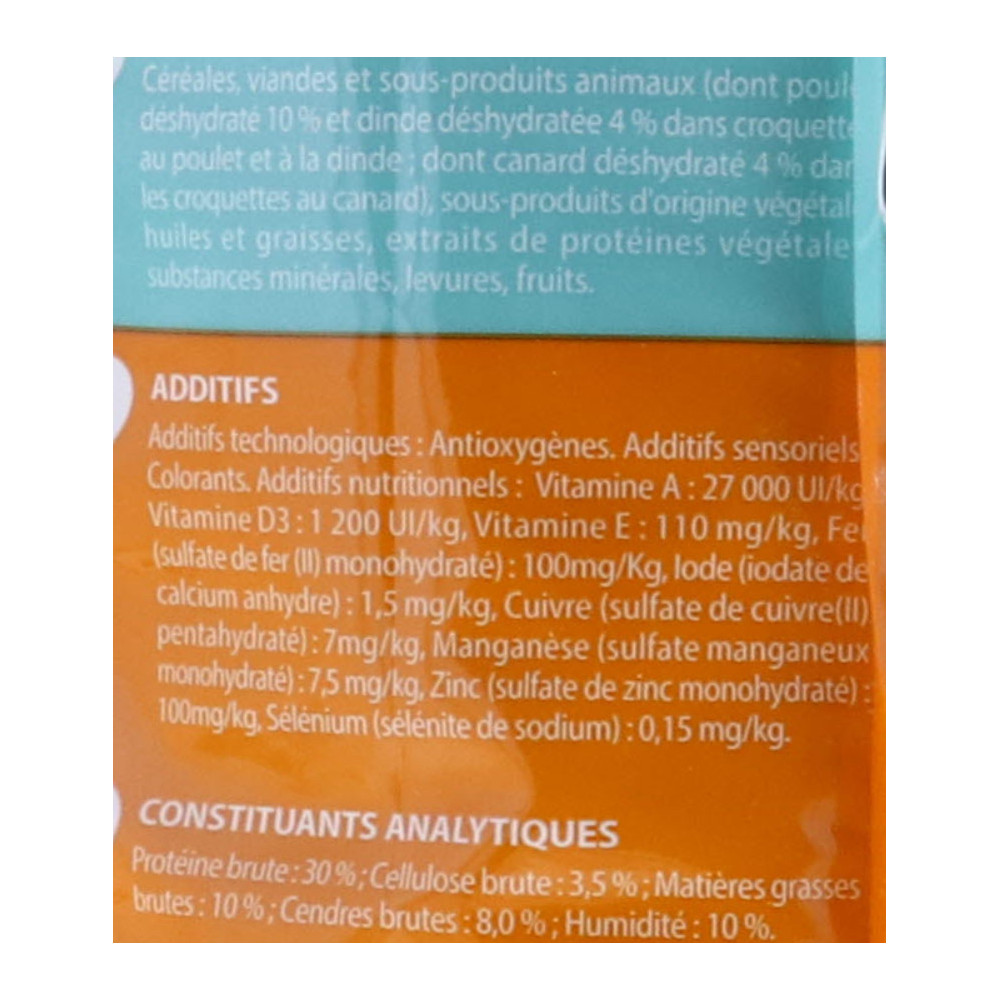 Céréales, viandes et sous-produits animaux (dont
déshydraté 10 % et dinde déshydratée 4 % dans
au poulet et à la dinde ; dont canard déshydraté 4 %
les croquettes au canard), sous-produits d'origine
huiles et graisses, extraits de protéines
substances minérales, levures, fruits.
ADDITIFS
Additifs technologiques : Antioxygènes. Additifs sensoriels
Colorants. Additifs nutritionnels : Vitamine A : 27 000 UI/kg
Vitamine D3 : 1 200 UI/kg, Vitamine E : 110 mg/kg, Fer
(sulfate de fer (II) monohydraté) : 100mg/Kg, Iode (iodate de
calcium anhydre) : 1,5 mg/kg, Cuivre (sulfate de cuivre(II)
pentahydraté) : 7mg/kg, Manganèse (sulfate manganeux
monohydraté) : 7,5 mg/kg, Zinc (sulfate de zinc monohydraté) :
100mg/kg, Sélénium (sélénite de sodium) : 0,15 mg/kg.
CONSTITUANTS ANALYTIQUES
Protéine brute : 30 % ; Cellulose brute : 3,5 % ; Matières grasses
brutes : 10 % ; Cendres brutes : 8,0 % ; Humidité : 10 %.